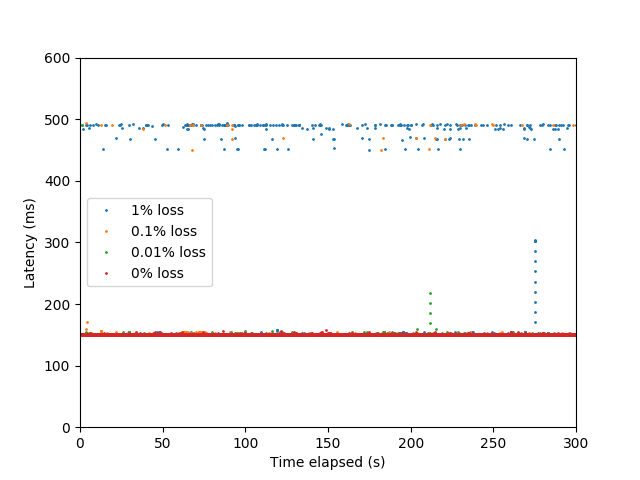 600
500
400
300
200
100
0
Latency (ms)
1% loss
0.1% loss
0.01% loss
0% loss
0 50 100 150 200 250 300
Time elapsed (s)